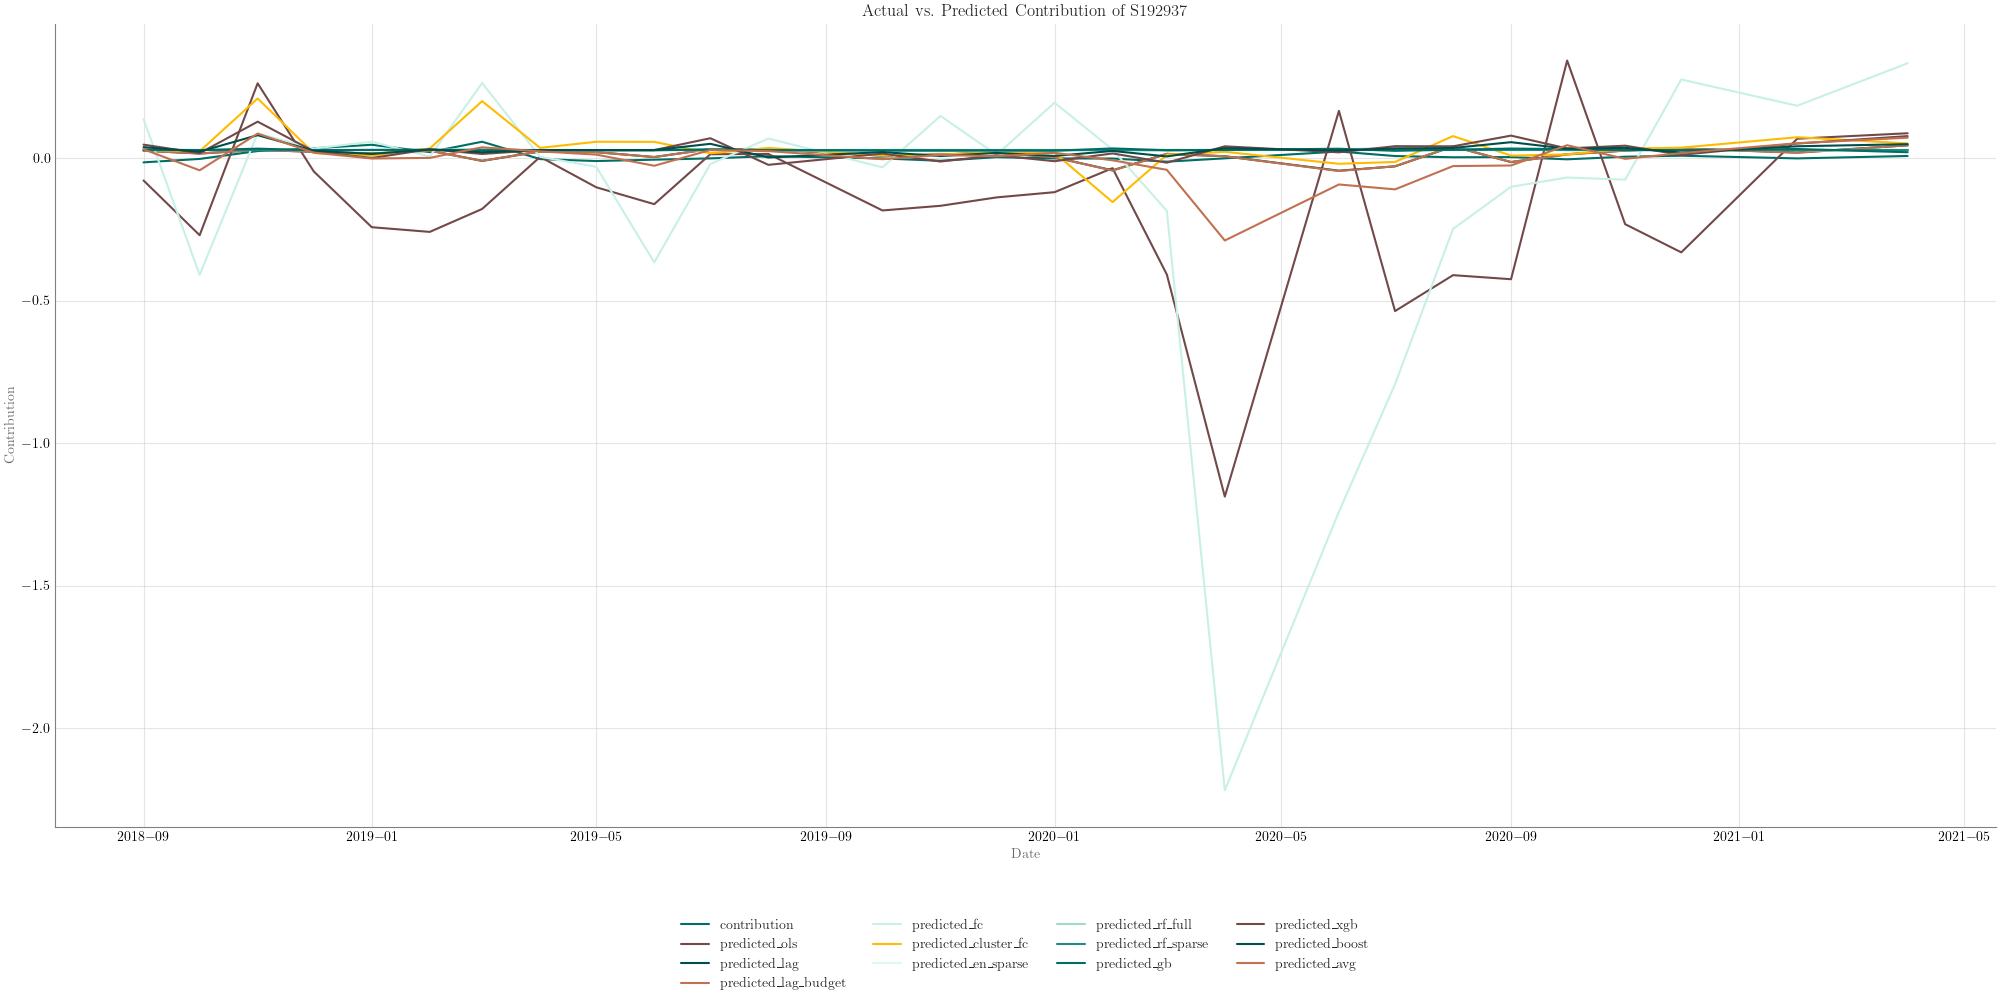 Actual vs. Predicted Contribution of S192937
Contribution
0.0
−0.5
−1.0
−1.5
−2.0
2018−09
2019−01
2019−05
2019−09
2020−01
2020−05
2020−09
2021−01
2021−05
Date
contribution
predicted_ols
predicted_lag
predicted_lag_budget
predicted_fc
predicted_cluster_fc
predicted_en_sparse
predicted_rf_full
predicted_rf_sparse
predicted_gb
predicted_xgb
predicted_boost
predicted_avg